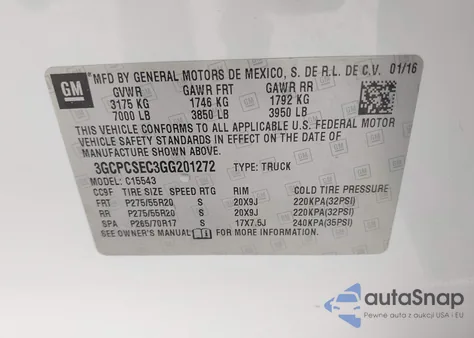 GM
MFD BY GENERAL MOTORS DE MEXICO, S. DE R.L. DE C.V. 01/16
GVWR GAWR FRT GAWR RR
3175 KG 1746 KG 1792 KG
7000 LB 3850 LB 3950 LB
THIS VEHICLE CONFORMS TO ALL APPLICABLE U.S. FEDERAL MOTOR
VEHICLE SAFETY STANDARDS IN EFFECT ON THE DATE OF
MANUFACTURE SHOWN ABOVE.
3GCPCSEC3GG201272 TYPE: TRUCK
MODEL: C15543
CC9F TIRE SIZE SPEED RTG RIM COLD TIRE PRESSURE
FRT P275/55R20 S 20X9J 220KPA(32PSI)
RR P275/55R20 S 20X9J 220KPA(32PSI)
SPA P265/70R17 S 17X7.5J 240KPA(35PSI)
SEE OWNER'S MANUAL FOR MORE INFORMATION.
autoSnap
Pewne auta z aukcji USA i EU